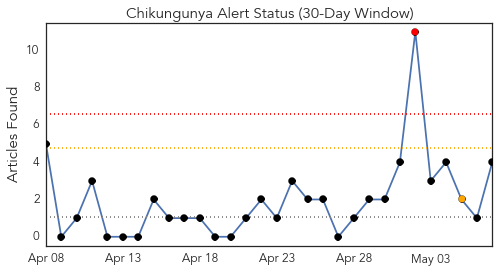 Chikungunya Alert Status (30-Day Window)
Articles Found
10
8
6
4
2
0
Apr 08
Apr 13
Apr 18
Apr 23
Apr 28
May 03